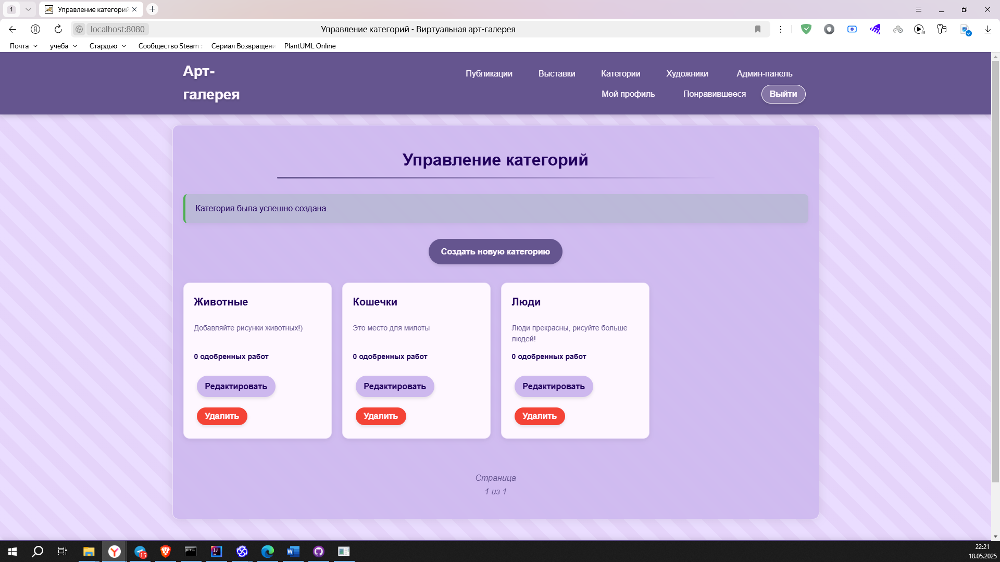 1
Управление категорий
localhost:8080
Управление категорий - Виртуальная арт-галерея
Почта
учеба
Стардью
Сообщество Steam
Сериал Возвращени
PlantUML Online
Арт-
галерея
Публикации
Выставки
Категории
Художники
Админ-панель
Мой профиль
Понравившееся
Выйти
Управление категорий
Категория была успешно создана.
Создать новую категорию
Животные
Добавляйте рисунки животных!)
0 одобренных работ
Редактировать
Удалить
Кошечки
Это место для милоты
0 одобренных работ
Редактировать
Удалить
Люди
Люди прекрасны, рисуйте больше
людей!
0 одобренных работ
Редактировать
Удалить
Страница
1 из 1
15
22:21
18.05.2025